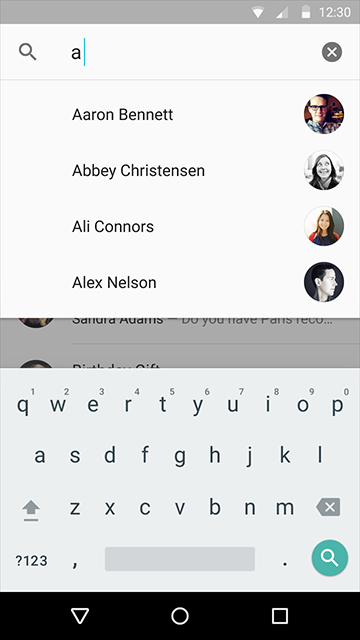 12:30
a
Aaron Bennett
Abbey Christensen
Ali Connors
Alex Nelson
Sandra Adams — Do you have Paris reco...
Birthday Gift
1 2 3 4 5 6 7 8 9 0
q w e r t y u i o p
a s d f g h j k l
z x c v b n m
?123 , .